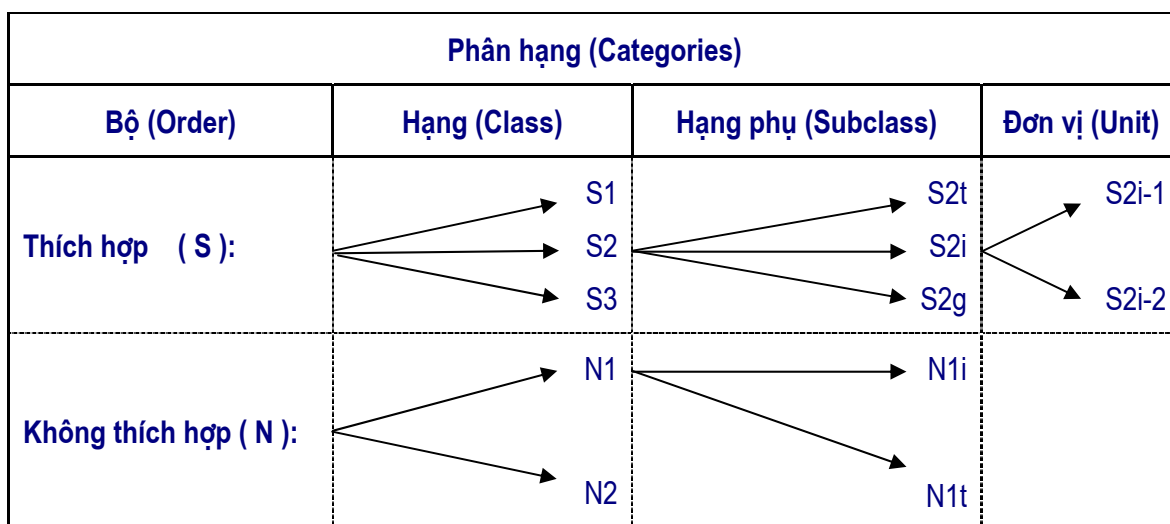 Phân hạng (Categories)
Bộ (Order) Hạng (Class) Hạng phụ (Subclass) Đơn vị (Unit)
S1 S2t S2i-1
Thích hợp ( S ): S2 S2i
S3 S2g S2i-2
N1 N1i
Không thích hợp ( N ):
N2 N1t